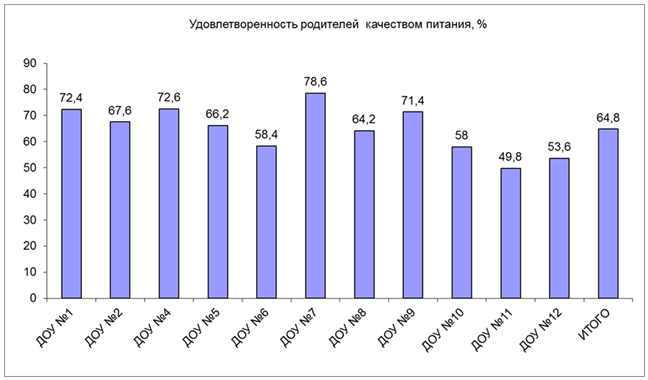 Удовлетворенность родителей качеством питания, %
90
80
70
60
50
40
30
20
10
0
72,4
67,6
72,6
66,2
58,4
78,6
64,2
71,4
58
49,8
53,6
64,8
ДОУ №1
ДОУ №2
ДОУ №4
ДОУ №5
ДОУ №6
ДОУ №7
ДОУ №8
ДОУ №9
ДОУ №10
ДОУ №11
ДОУ №12
ИТОГО